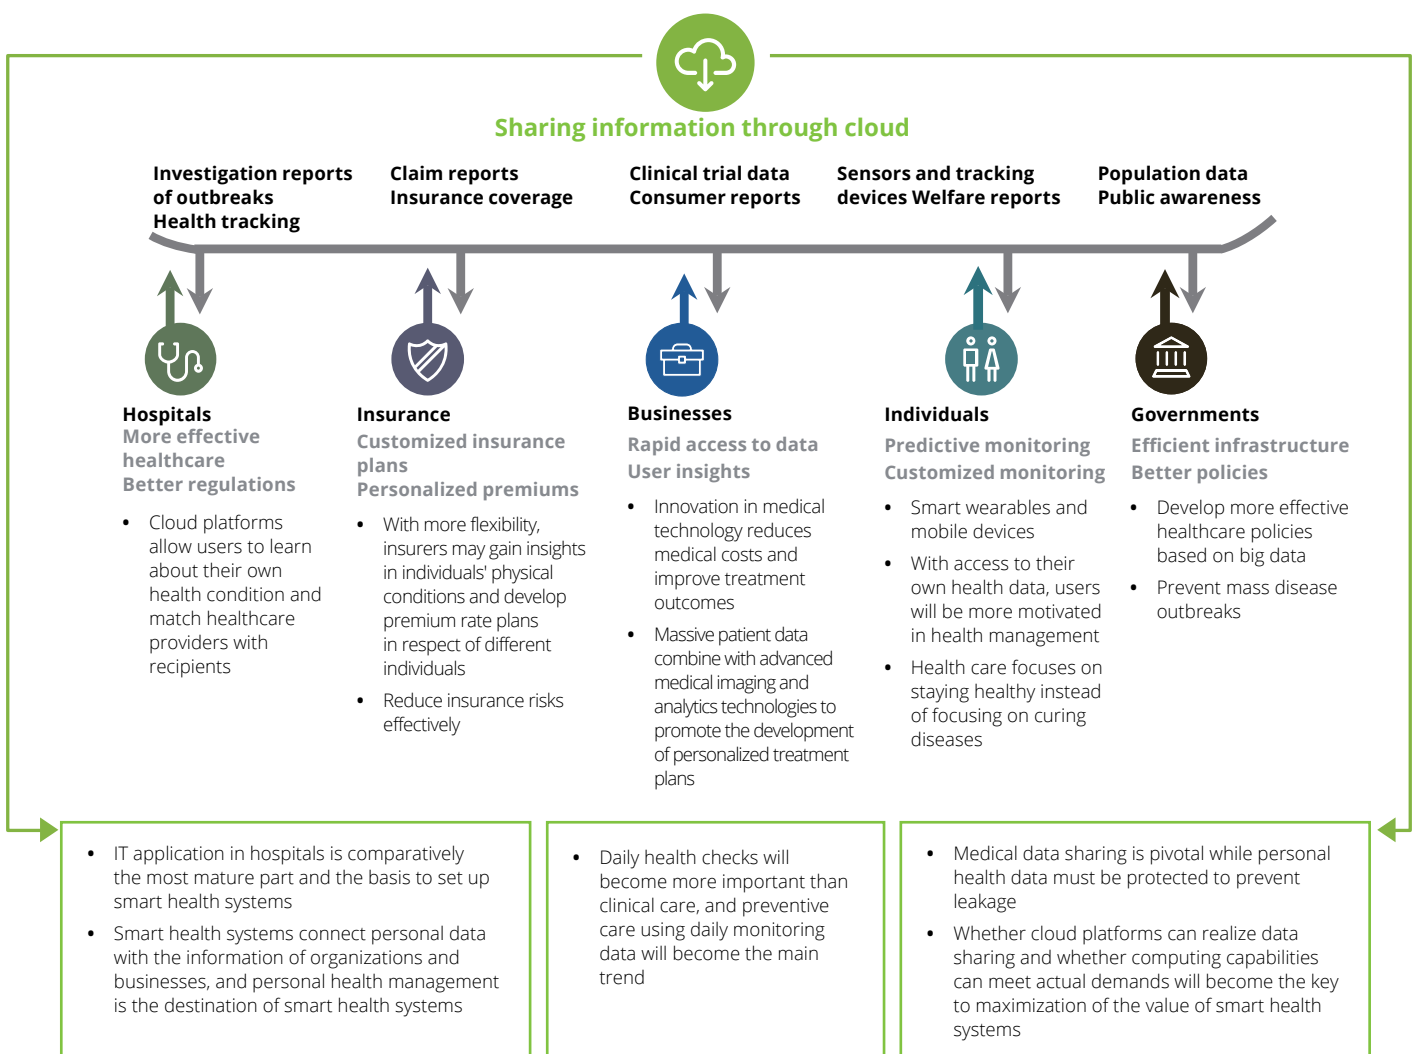 Sharing information through cloud
Investigation reports
of outbreaks
Health tracking
Claim reports
Insurance coverage
Clinical trial data
Consumer reports
Sensors and tracking
devices Welfare reports
Population data
Public awareness
Hospitals
More effective
healthcare
Better regulations
• Cloud platforms
allow users to learn
about their own
health condition and
match healthcare
providers with
recipients
Insurance
Customized insurance
plans
Personalized premiums
• With more flexibility,
insurers may gain insights
in individuals' physical
conditions and develop
premium rate plans
in respect of different
individuals
• Reduce insurance risks
effectively
Businesses
Rapid access to data
User insights
• Innovation in medical
technology reduces
medical costs and
improve treatment
outcomes
• Massive patient data
combine with advanced
medical imaging and
analytics technologies to
promote the development
of personalized treatment
plans
Individuals
Predictive monitoring
Customized monitoring
• Smart wearables and
mobile devices
• With access to their
own health data, users
will be more motivated
in health management
• Health care focuses on
staying healthy instead
of focusing on curing
diseases
Governments
Efficient infrastructure
Better policies
• Develop more effective
healthcare policies
based on big data
• Prevent mass disease
outbreaks
• IT application in hospitals is comparatively
the most mature part and the basis to set up
smart health systems
• Smart health systems connect personal data
with the information of organizations and
businesses, and personal health management
is the destination of smart health systems
• Daily health checks will
become more important than
clinical care, and preventive
care using daily monitoring
data will become the main
trend
• Medical data sharing is pivotal while personal
health data must be protected to prevent
leakage
• Whether cloud platforms can realize data
sharing and whether computing capabilities
can meet actual demands will become the key
to maximization of the value of smart health
systems